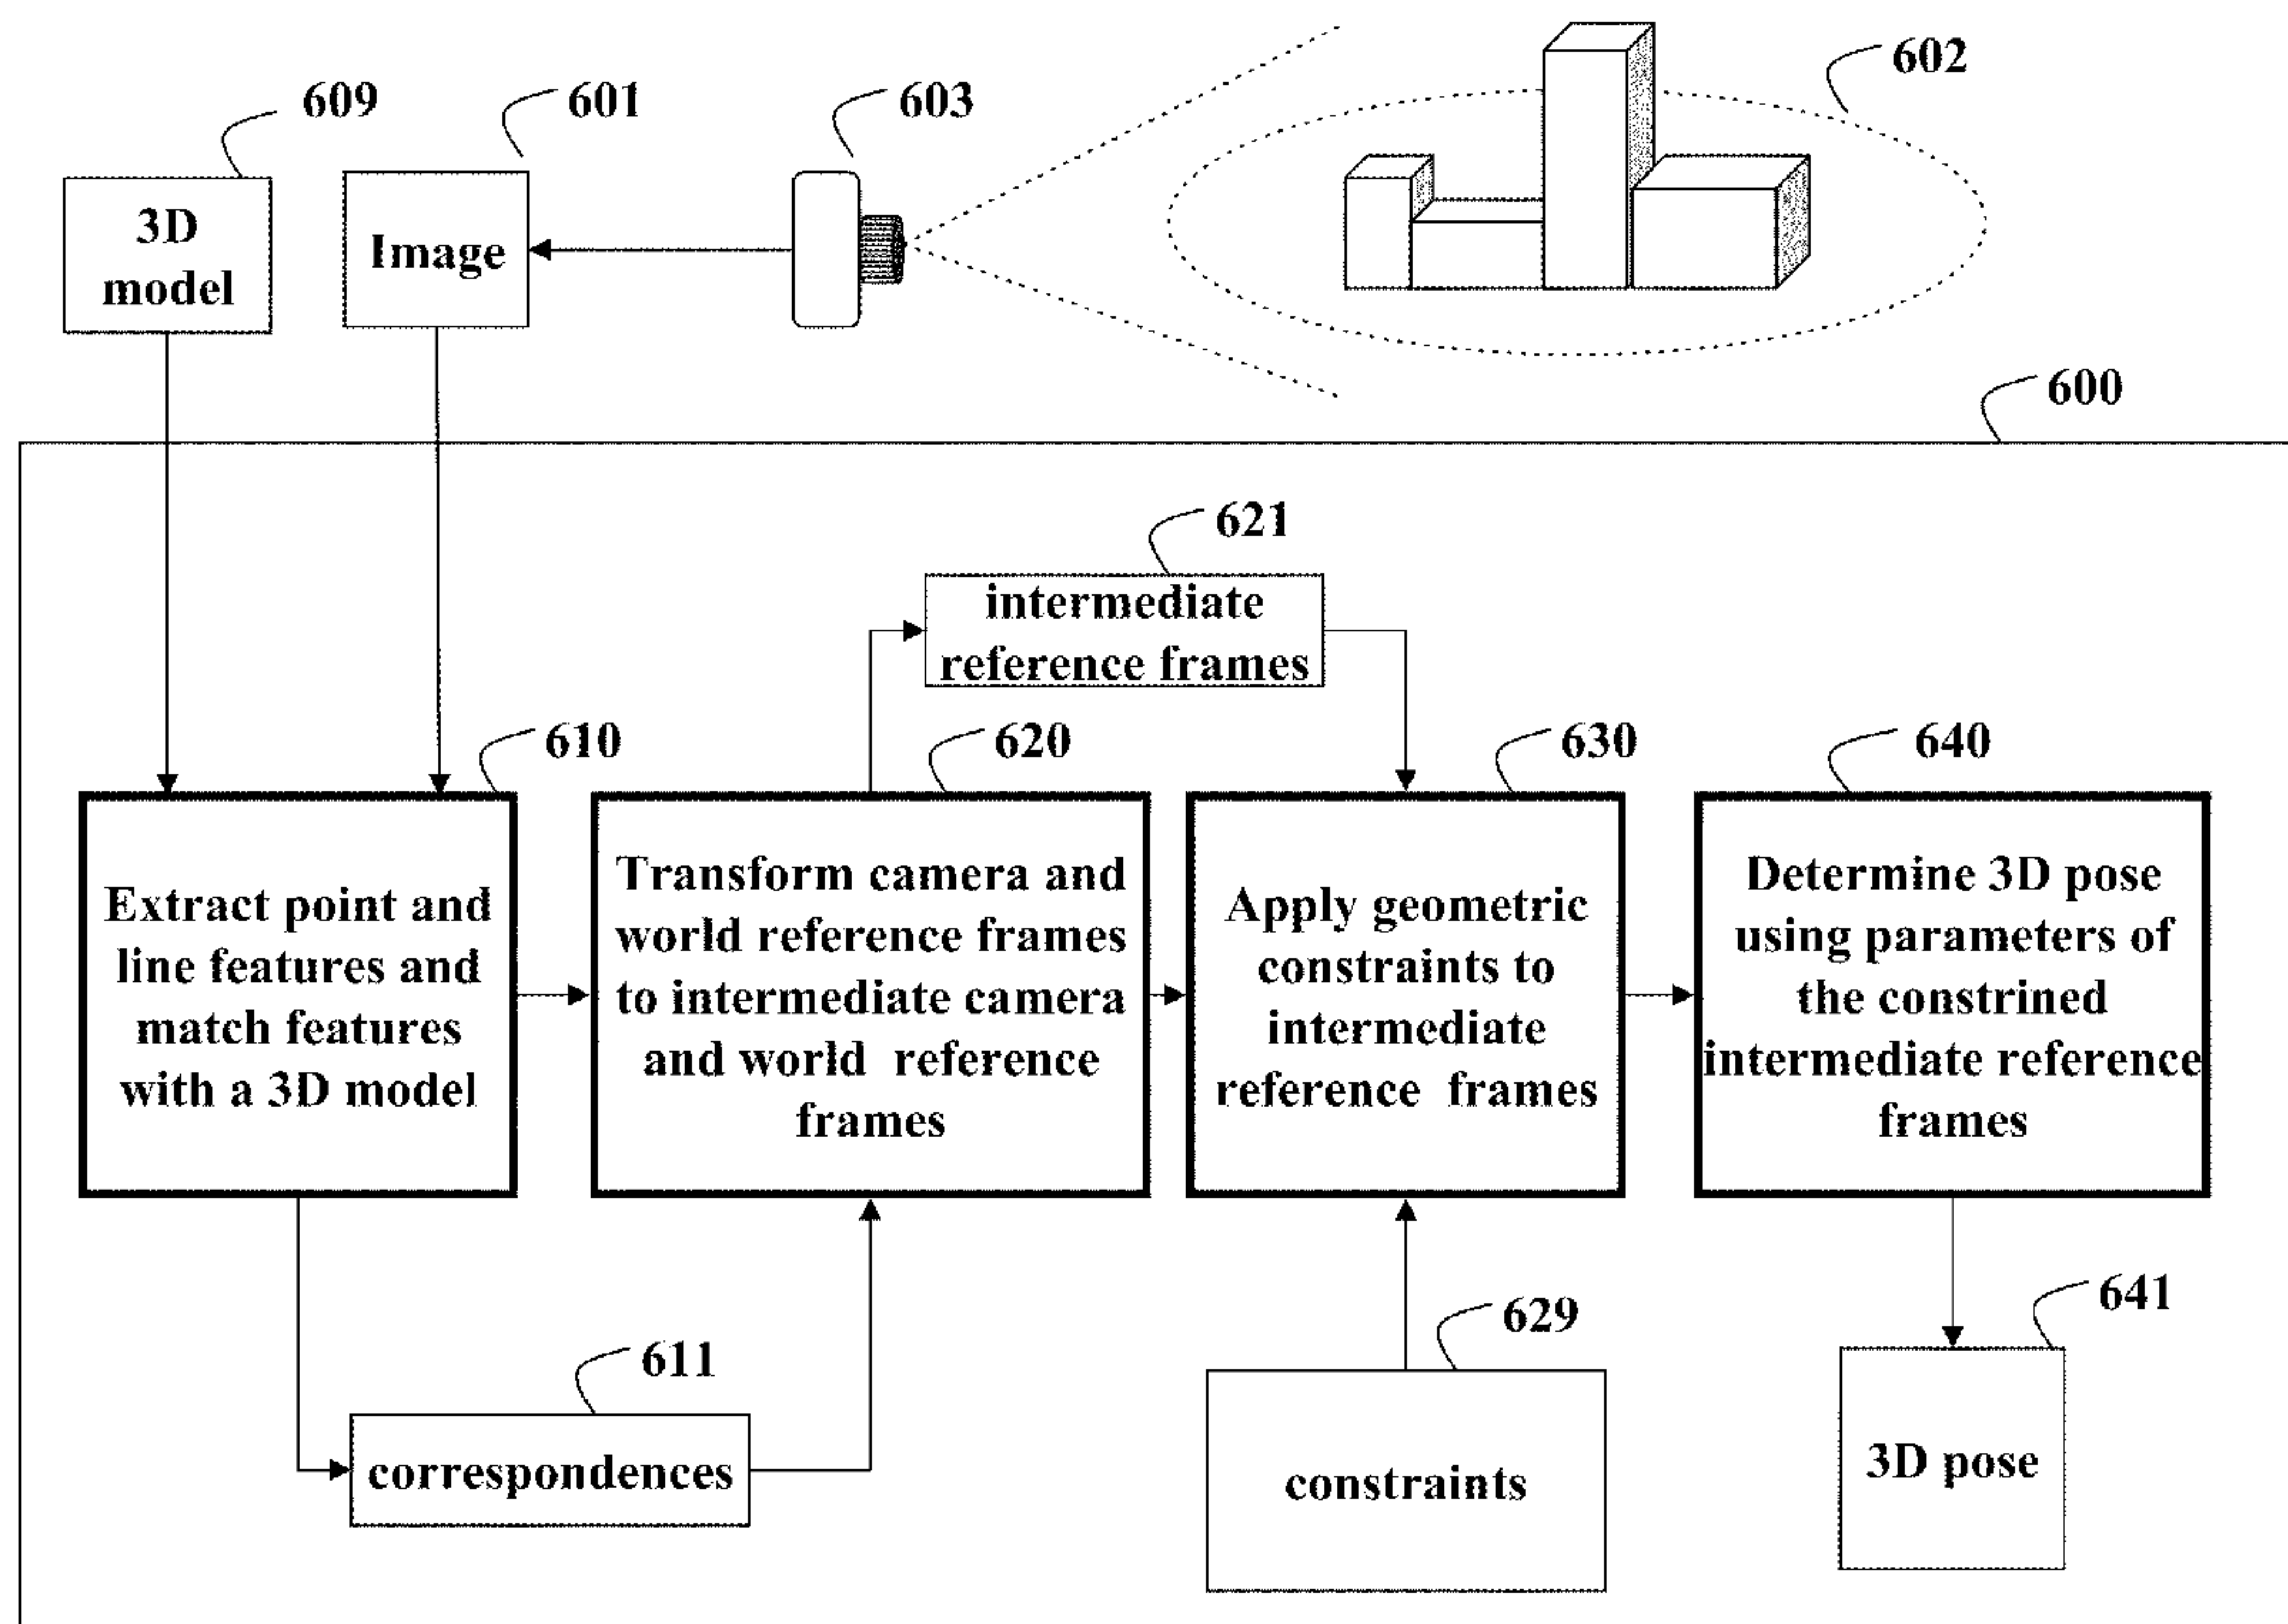 602
609
601
603
3D
model
Image
600
621
intermediate
reference frames
610
620
630
640
Extract point and
line features and
match features
with a 3D model
Transform camera and
world reference frames
to intermediate camera
and world reference
frames
Apply geometric
constraints to
intermediate
reference frames
Determine 3D pose
using parameters of
the constrined
intermediate reference
frames
611
correspondences
629
constraints
641
3D pose